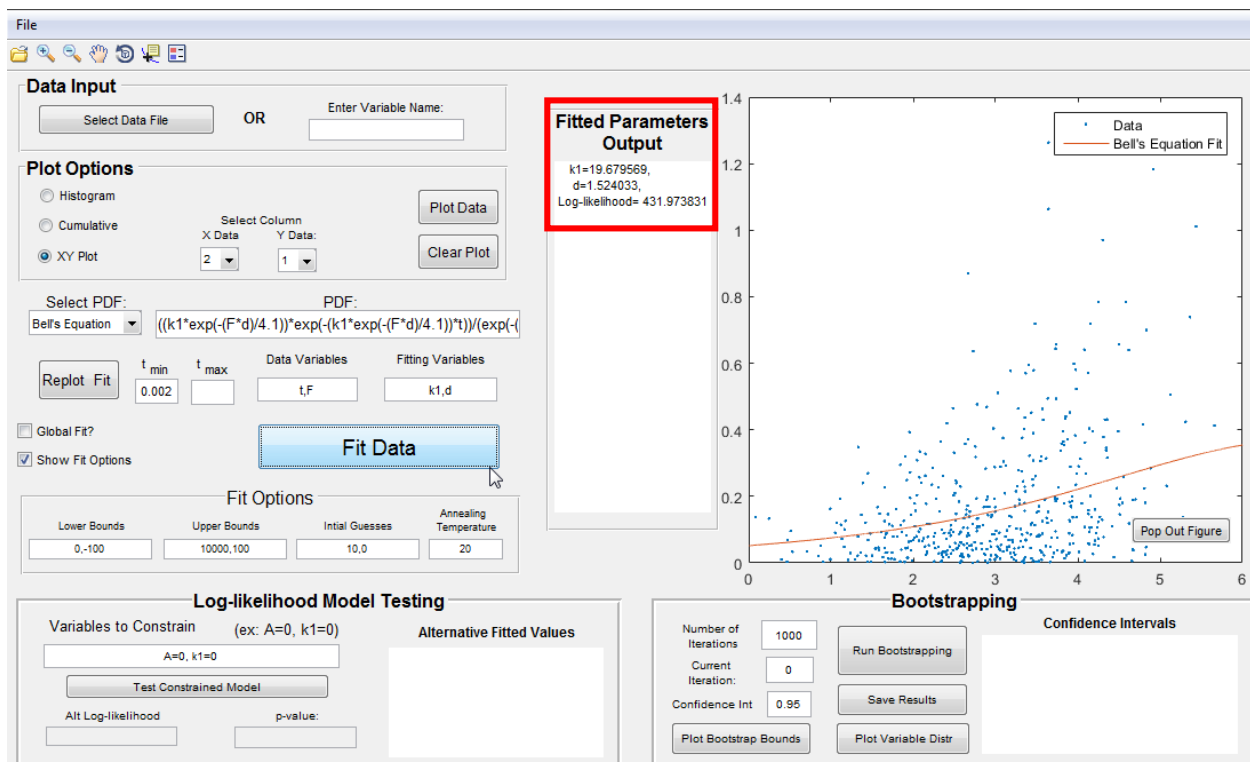 File
Data Input
Select Data File
OR
Enter Variable Name:
Plot Options
Histogram
Cumulative
XY Plot
Select Column
X Data Y Data:
2 1
Plot Data
Clear Plot
Select PDF: PDF:
Bell's Equation ((k1*exp(-(F*d)/4.1))*exp(-(k1*exp(-(F*d)/4.1))*t))/(exp(-(
Replot Fit
t min t max
0.002
Data Variables Fitting Variables
t,F k1,d
Global Fit?
Show Fit Options
Fit Data
Fit Options
Lower Bounds Upper Bounds Intial Guesses Annealing
Temperature
0,-100 10000,100 10,0 20
Fitted Parameters
Output
k1=19.679569,
d=1.524033,
Log-likelihood= 431.973831
1.4
1.2
1
0.8
0.6
0.4
0.2
0
0 1 2 3 4 5 6
Data
Bell's Equation Fit
Pop Out Figure
Log-likelihood Model Testing
Variables to Constrain (ex: A=0, k1=0)
A=0, k1=0
Test Constrained Model
Alt Log-likelihood p-value:
Alternative Fitted Values
Bootstrapping
Number of
Iterations
1000
Current
Iteration:
0
Confidence Int 0.95
Plot Bootstrap Bounds
Run Bootstrapping
Save Results
Plot Variable Distr
Confidence Intervals